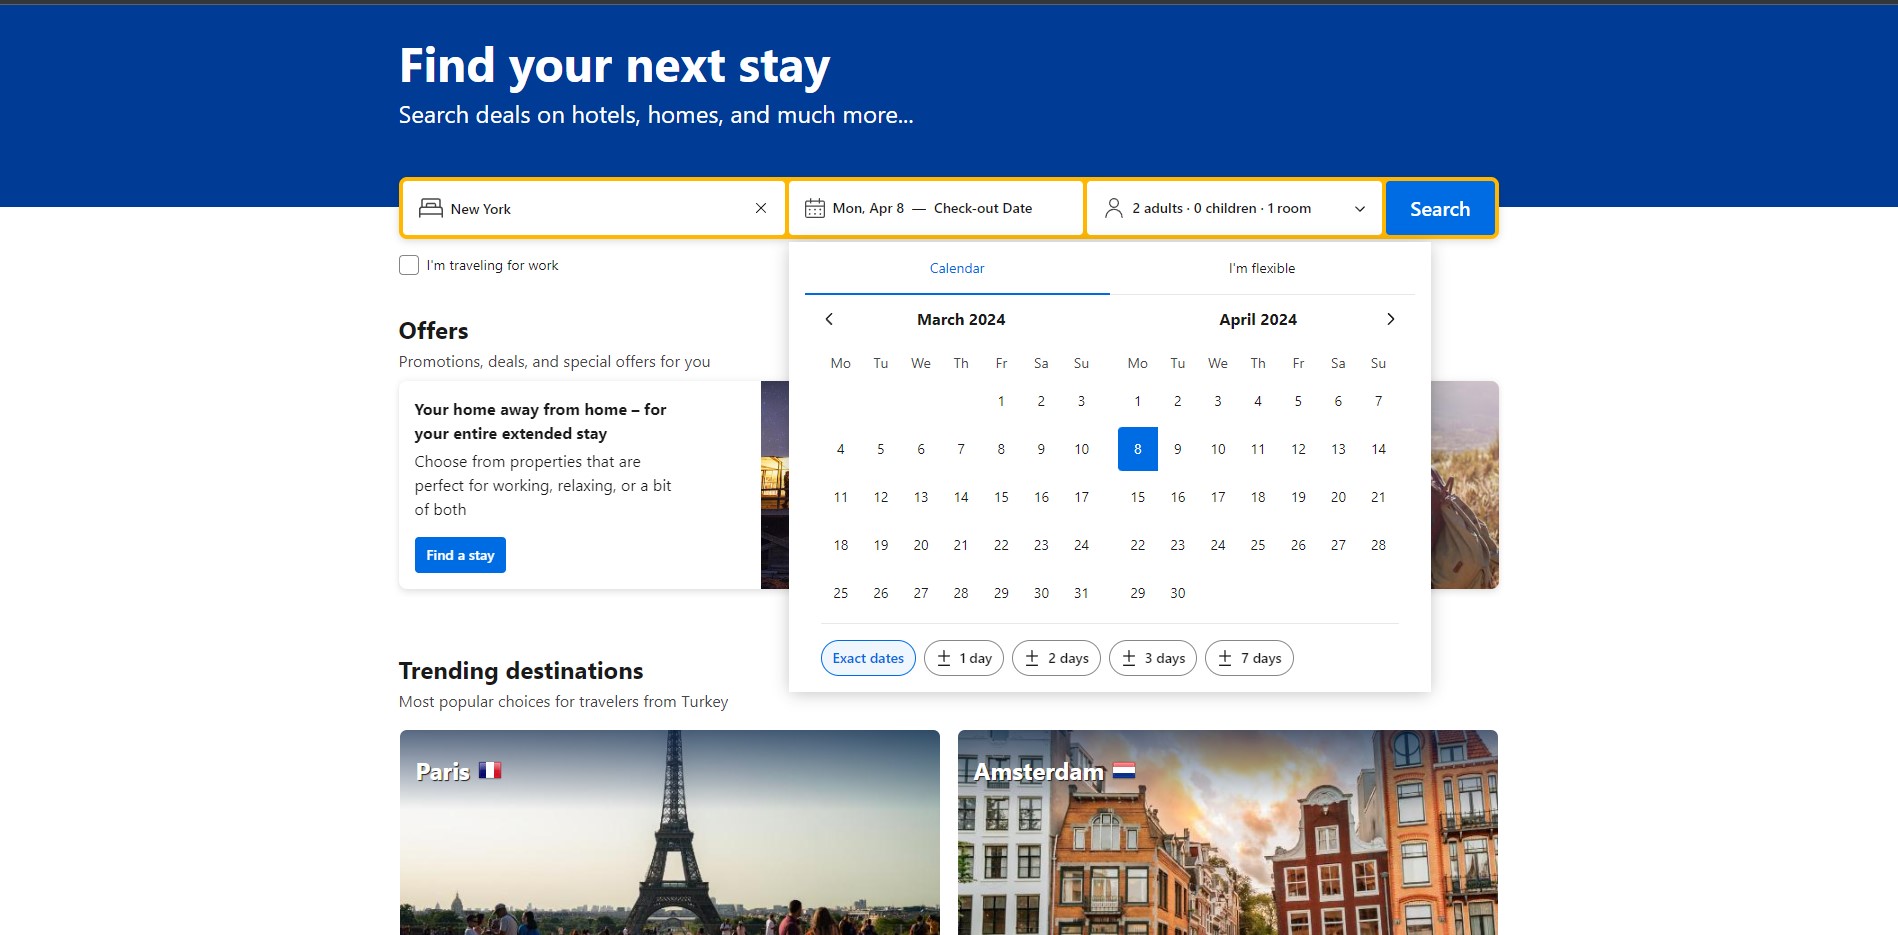 Find your next stay
Search deals on hotels, homes, and much more...
New York
Mon, Apr 8 — Check-out Date
2 adults · 0 children · 1 room
Search
I'm traveling for work
Calendar
I'm flexible
March 2024
Mo Tu We Th Fr Sa Su
1 2 3
4 5 6 7 8 9 10
11 12 13 14 15 16 17
18 19 20 21 22 23 24
25 26 27 28 29 30 31
April 2024
Mo Tu We Th Fr Sa Su
1 2 3 4 5 6 7
8 9 10 11 12 13 14
15 16 17 18 19 20 21
22 23 24 25 26 27 28
29 30
Exact dates
± 1 day
± 2 days
± 3 days
± 7 days
Offers
Promotions, deals, and special offers for you
Your home away from home – for
your entire extended stay
Choose from properties that are
perfect for working, relaxing, or a bit
of both
Find a stay
Trending destinations
Most popular choices for travelers from Turkey
Paris
Amsterdam